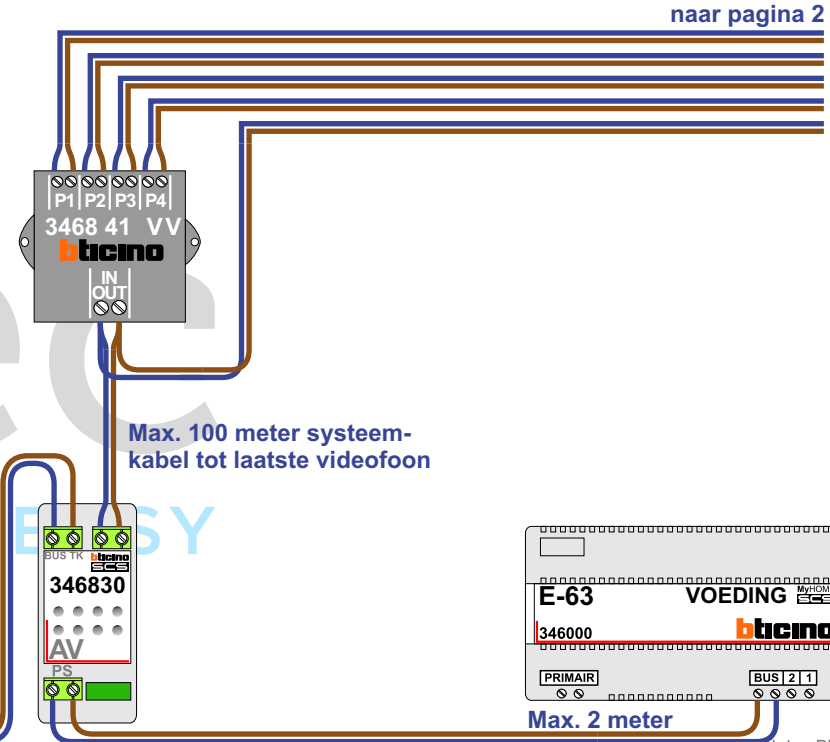 naar pagina 2
P1 P2 P3 P4
3468 41 VV
bticino
IN
OUT
Max. 100 meter systeem-
kabel tot laatste videofoon
BUS TK bticino
SCS
346830
AV
PS
E-63 VOEDING MyHOM
SCS
346000 bticino
PRIMAIR BUS 2 1
Max. 2 meter